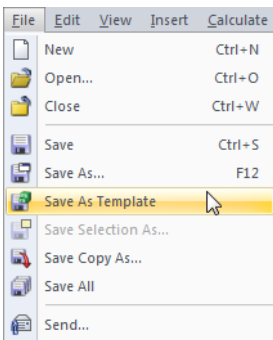 File Edit View Insert Calculate
New Ctrl+N
Open... Ctrl+O
Close Ctrl+W
Save Ctrl+S
Save As... F12
Save As Template
Save Selection As...
Save Copy As...
Save All
Send...